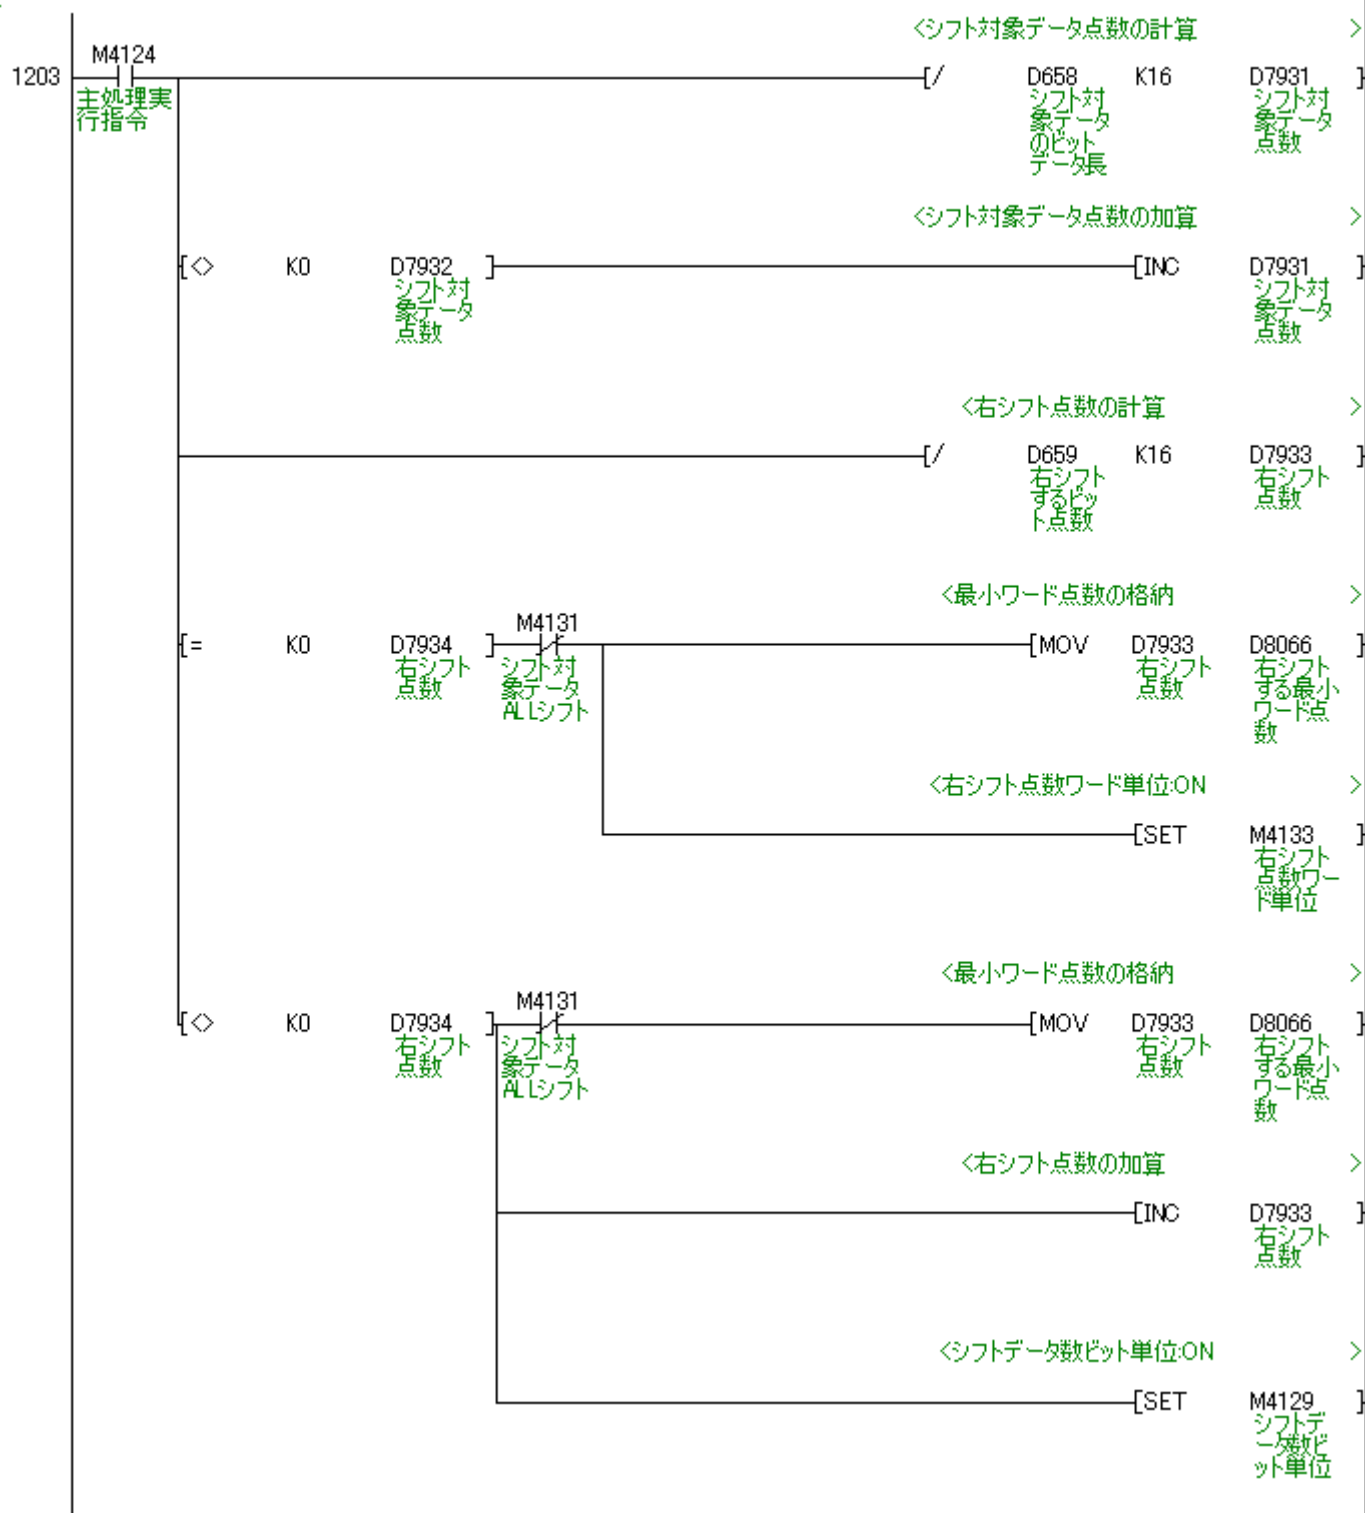 <シフト対象データ点数の計算 >
M4124
1203
[/ D658 K16 D7931 ]
主処理実
行指令
シフト対
象データ
のビット
データ長
シフト対
象データ
点数
<シフト対象データ点数の加算 >
[<> K0 D7932 ] [INC D7931 ]
シフト対
象データ
点数
シフト対
象データ
点数
<右シフト点数の計算 >
[/ D659 K16 D7933 ]
右シフト
するビッ
ト点数
右シフト
点数
<最小ワード点数の格納 >
M4131
[= K0 D7934 ] [MOV D7933 D8066 ]
右シフト
点数
シフト対
象データ
ALLシフト
右シフト
点数
右シフト
する最小
ワード点
数
<右シフト点数ワード単位:ON >
[SET M4133 ]
右シフト
点数ワー
ド単位
<最小ワード点数の格納 >
M4131
[<> K0 D7934 ] [MOV D7933 D8066 ]
右シフト
点数
シフト対
象データ
ALLシフト
右シフト
点数
右シフト
する最小
ワード点
数
<右シフト点数の加算 >
[INC D7933 ]
右シフト
点数
<シフトデータ数ビット単位:ON >
[SET M4129 ]
シフトデ
ータ数ビ
ット単位